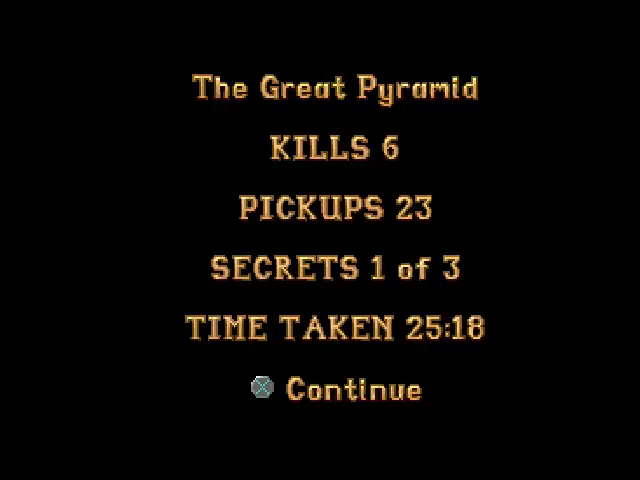 The Great Pyramid
KILLS 6
PICKUPS 23
SECRETS 1 of 3
TIME TAKEN 25:18
Continue